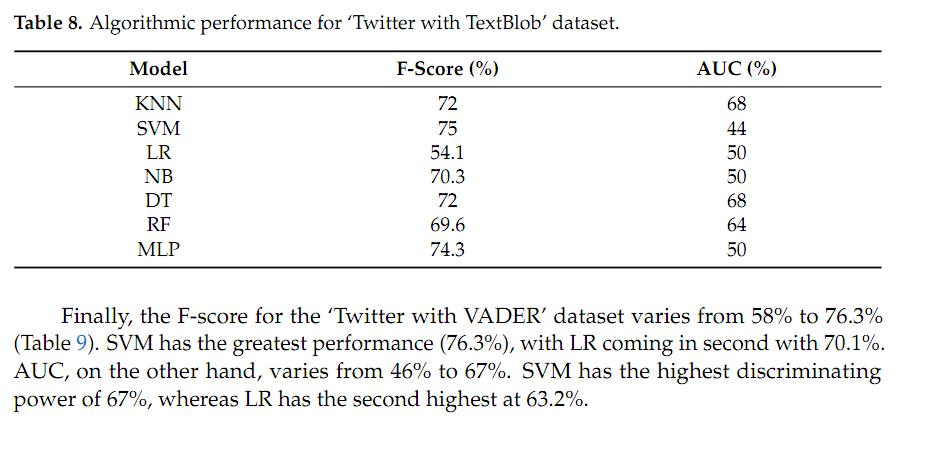 Table 8. Algorithmic performance for ‘Twitter with TextBlob’ dataset.
Model F-Score (%) AUC (%)
KNN 72 68
SVM 75 44
LR 54.1 50
NB 70.3 50
DT 72 68
RF 69.6 64
MLP 74.3 50
Finally, the F-score for the ‘Twitter with VADER’ dataset varies from 58% to 76.3%
(Table 9). SVM has the greatest performance (76.3%), with LR coming in second with 70.1%.
AUC, on the other hand, varies from 46% to 67%. SVM has the highest discriminating
power of 67%, whereas LR has the second highest at 63.2%.